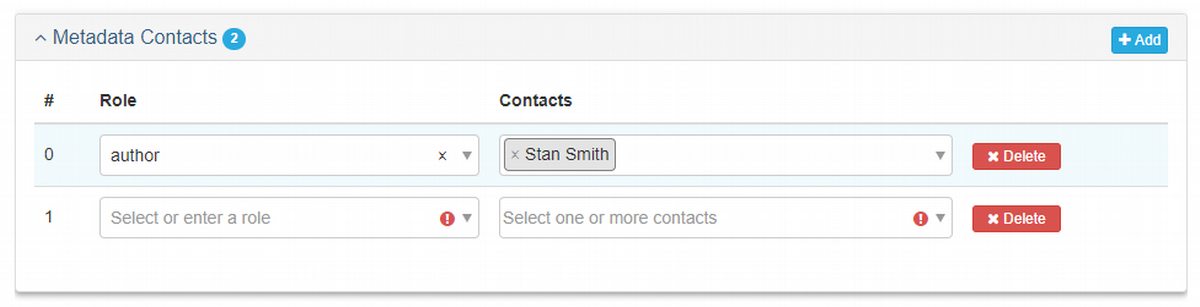 Metadata Contacts 2
+ Add
# Role Contacts
0 author x × Stan Smith × Delete
1 Select or enter a role Select one or more contacts × Delete